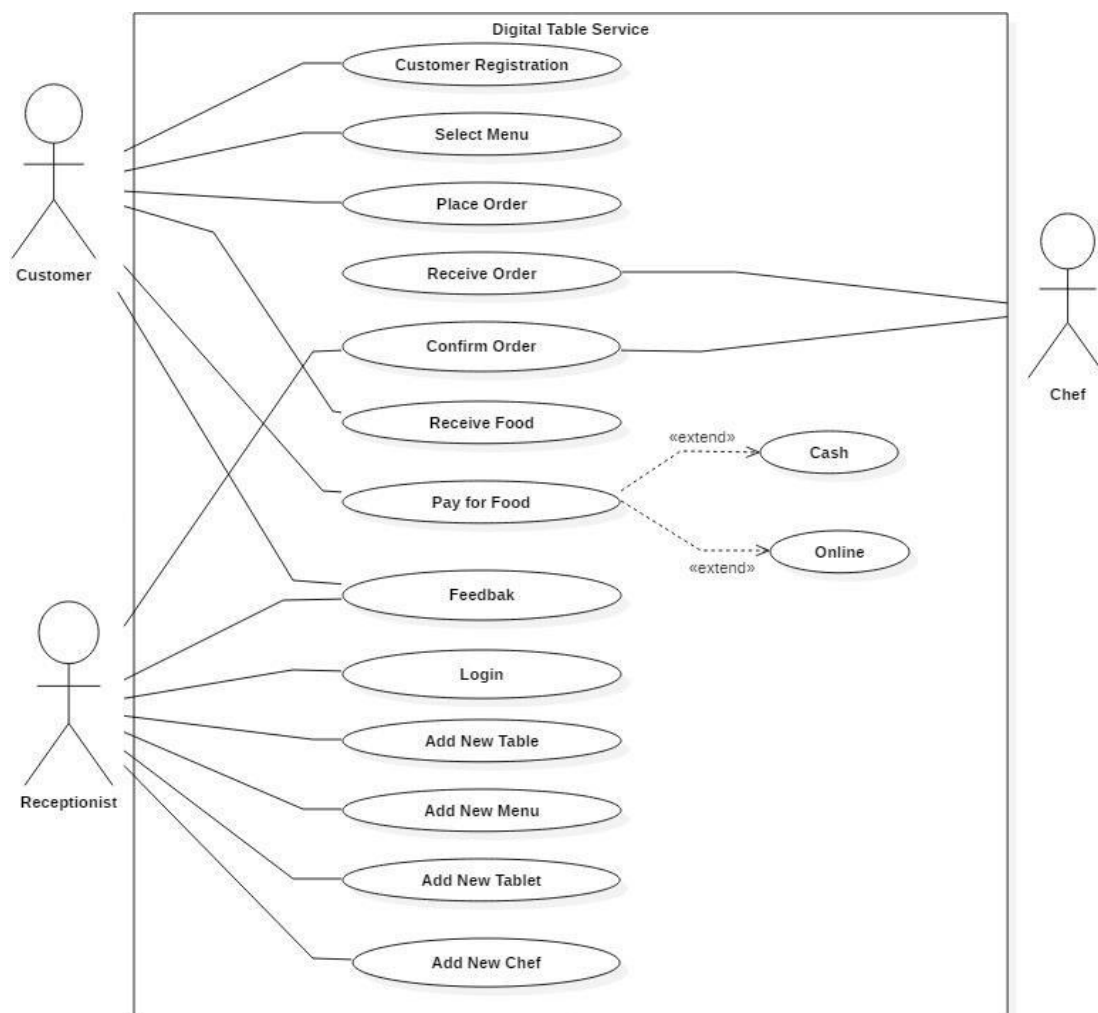 Digital Table Service
Customer Registration
Select Menu
Place Order
Customer
Receive Order
Confirm Order
Chef
Receive Food
«extend»
Cash
Pay for Food
Online
«extend»
Feedbak
Login
Add New Table
Receptionist
Add New Menu
Add New Tablet
Add New Chef